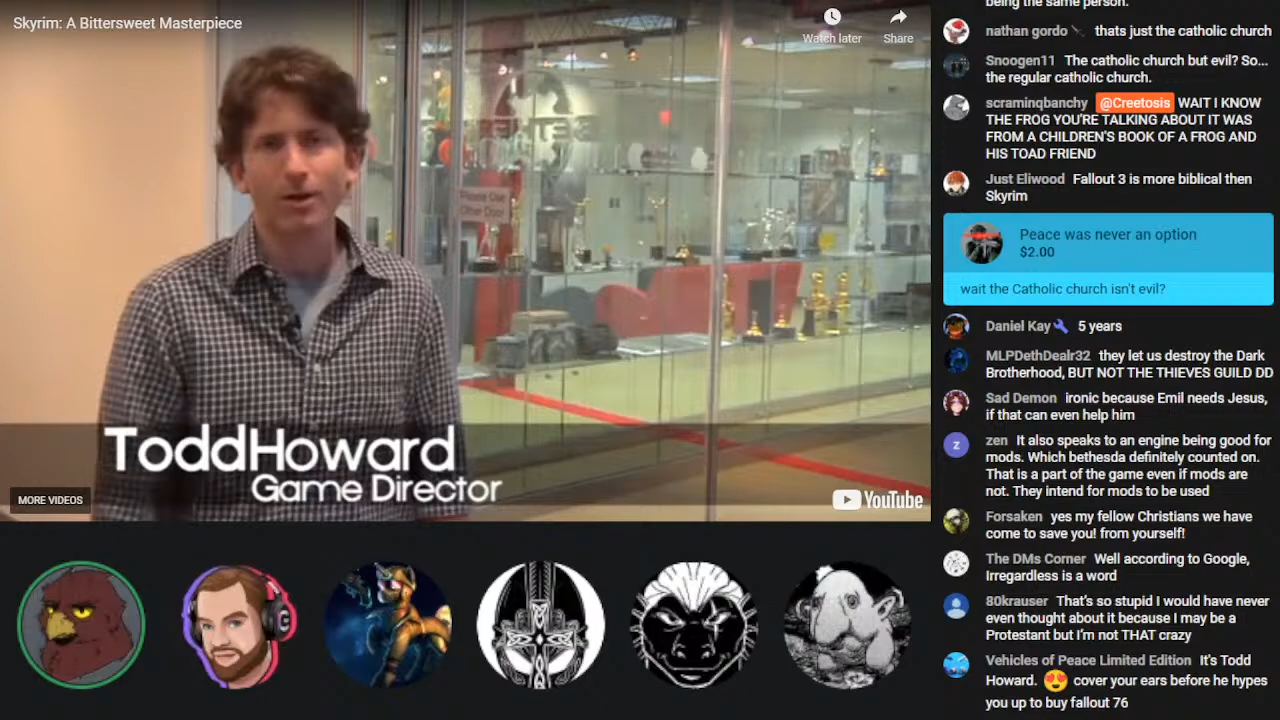 Skyrim: A Bittersweet Masterpiece
Watch later
Share
Please Use
Other Door
ToddHoward
Game Director
MORE VIDEOS
YouTube
being the same person.
nathan gordo thats just the catholic church
Snoogen11 The catholic church but evil? So...
the regular catholic church.
scraminqbanchy @Creetosis WAIT I KNOW
THE FROG YOU'RE TALKING ABOUT IT WAS
FROM A CHILDREN'S BOOK OF A FROG AND
HIS TOAD FRIEND
Just Eliwood Fallout 3 is more biblical then
Skyrim
Peace was never an option
$2.00
wait the Catholic church isn't evil?
Daniel Kay 5 years
MLPDethDealr32 they let us destroy the Dark
Brotherhood, BUT NOT THE THIEVES GUILD DD
Sad Demon ironic because Emil needs Jesus,
if that can even help him
z
zen It also speaks to an engine being good for
mods. Which bethesda definitely counted on.
That is a part of the game even if mods are
not. They intend for mods to be used
Forsaken yes my fellow Christians we have
come to save you! from yourself!
The DMs Corner Well according to Google,
Irregardless is a word
80krauser That's so stupid I would have never
even thought about it because I may be a
Protestant but I'm not THAT crazy
Vehicles of Peace Limited Edition It's Todd
Howard. 😍 cover your ears before he hypes
you up to buy fallout 76